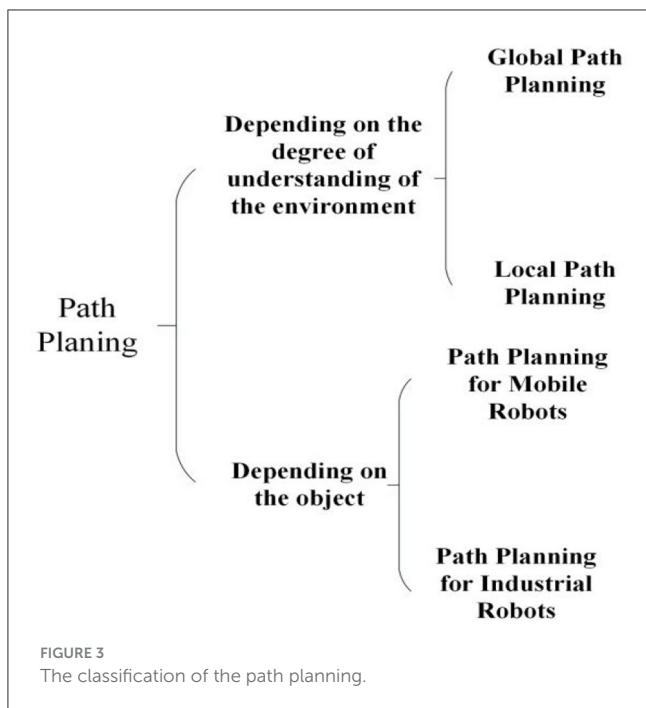 Path
Planing
Depending on the
degree of
understanding of
the environment
Global Path
Planning
Local Path
Planning
Depending on
the object
Path Planning
for Mobile
Robots
Path Planning
for Industrial
Robots
FIGURE 3
The classification of the path planning.